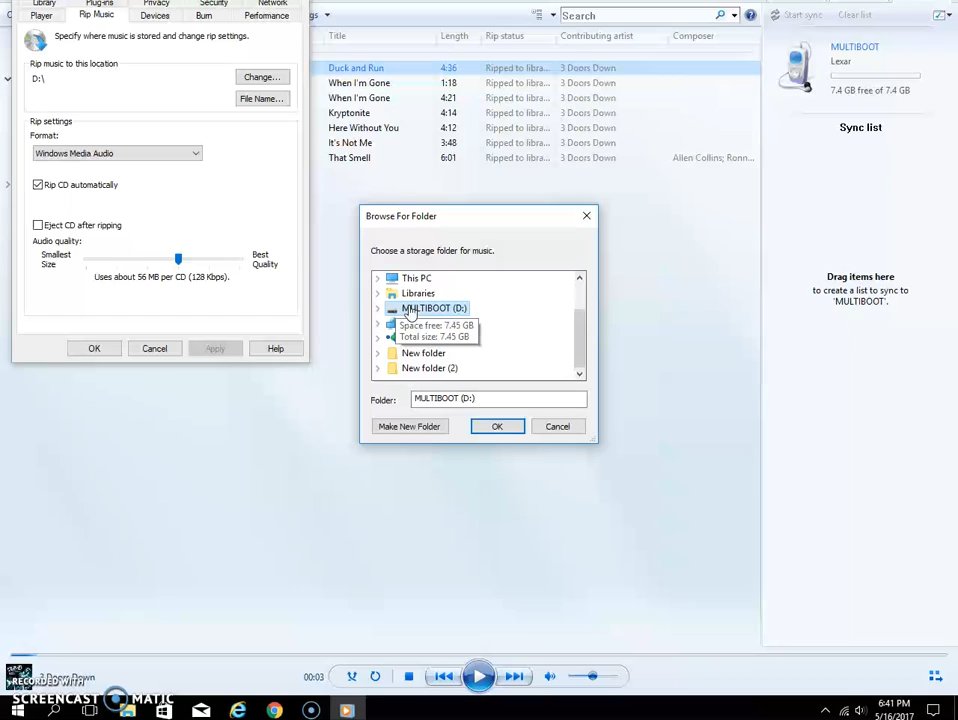 Library Plug-ins Privacy Security Network
Player Rip Music Devices Burn Performance
Specify where music is stored and change rip settings.
Rip music to this location
D:\
Change...
File Name...
Rip settings
Format:
Windows Media Audio
Rip CD automatically
Eject CD after ripping
Audio quality:
Smallest Size
Best Quality
Uses about 56 MB per CD (128 Kbps).
OK Cancel Apply Help
Search
Start sync Clear list
Title Length Rip status Contributing artist Composer
Duck and Run 4:36 Ripped to libra... 3 Doors Down
When I'm Gone 1:18 Ripped to libra... 3 Doors Down
When I'm Gone 4:21 Ripped to libra... 3 Doors Down
Kryptonite 4:14 Ripped to libra... 3 Doors Down
Here Without You 4:12 Ripped to libra... 3 Doors Down
It's Not Me 3:48 Ripped to libra... 3 Doors Down
That Smell 6:01 Ripped to libra... 3 Doors Down Allen Collins; Ronn...
MULTIBOOT
Lexar
7.4 GB free of 7.4 GB
Sync list
Drag items here
to create a list to sync to
'MULTIBOOT'.
Browse For Folder
Choose a storage folder for music.
This PC
Libraries
MULTIBOOT (D:)
Space free: 7.45 GB
Total size: 7.45 GB
New folder
New folder (2)
Folder: MULTIBOOT (D:)
Make New Folder OK Cancel
3 Doors Down
00:03
RECORDED WITH
SCREENCAST MATIC
6:41 PM
5/16/2017